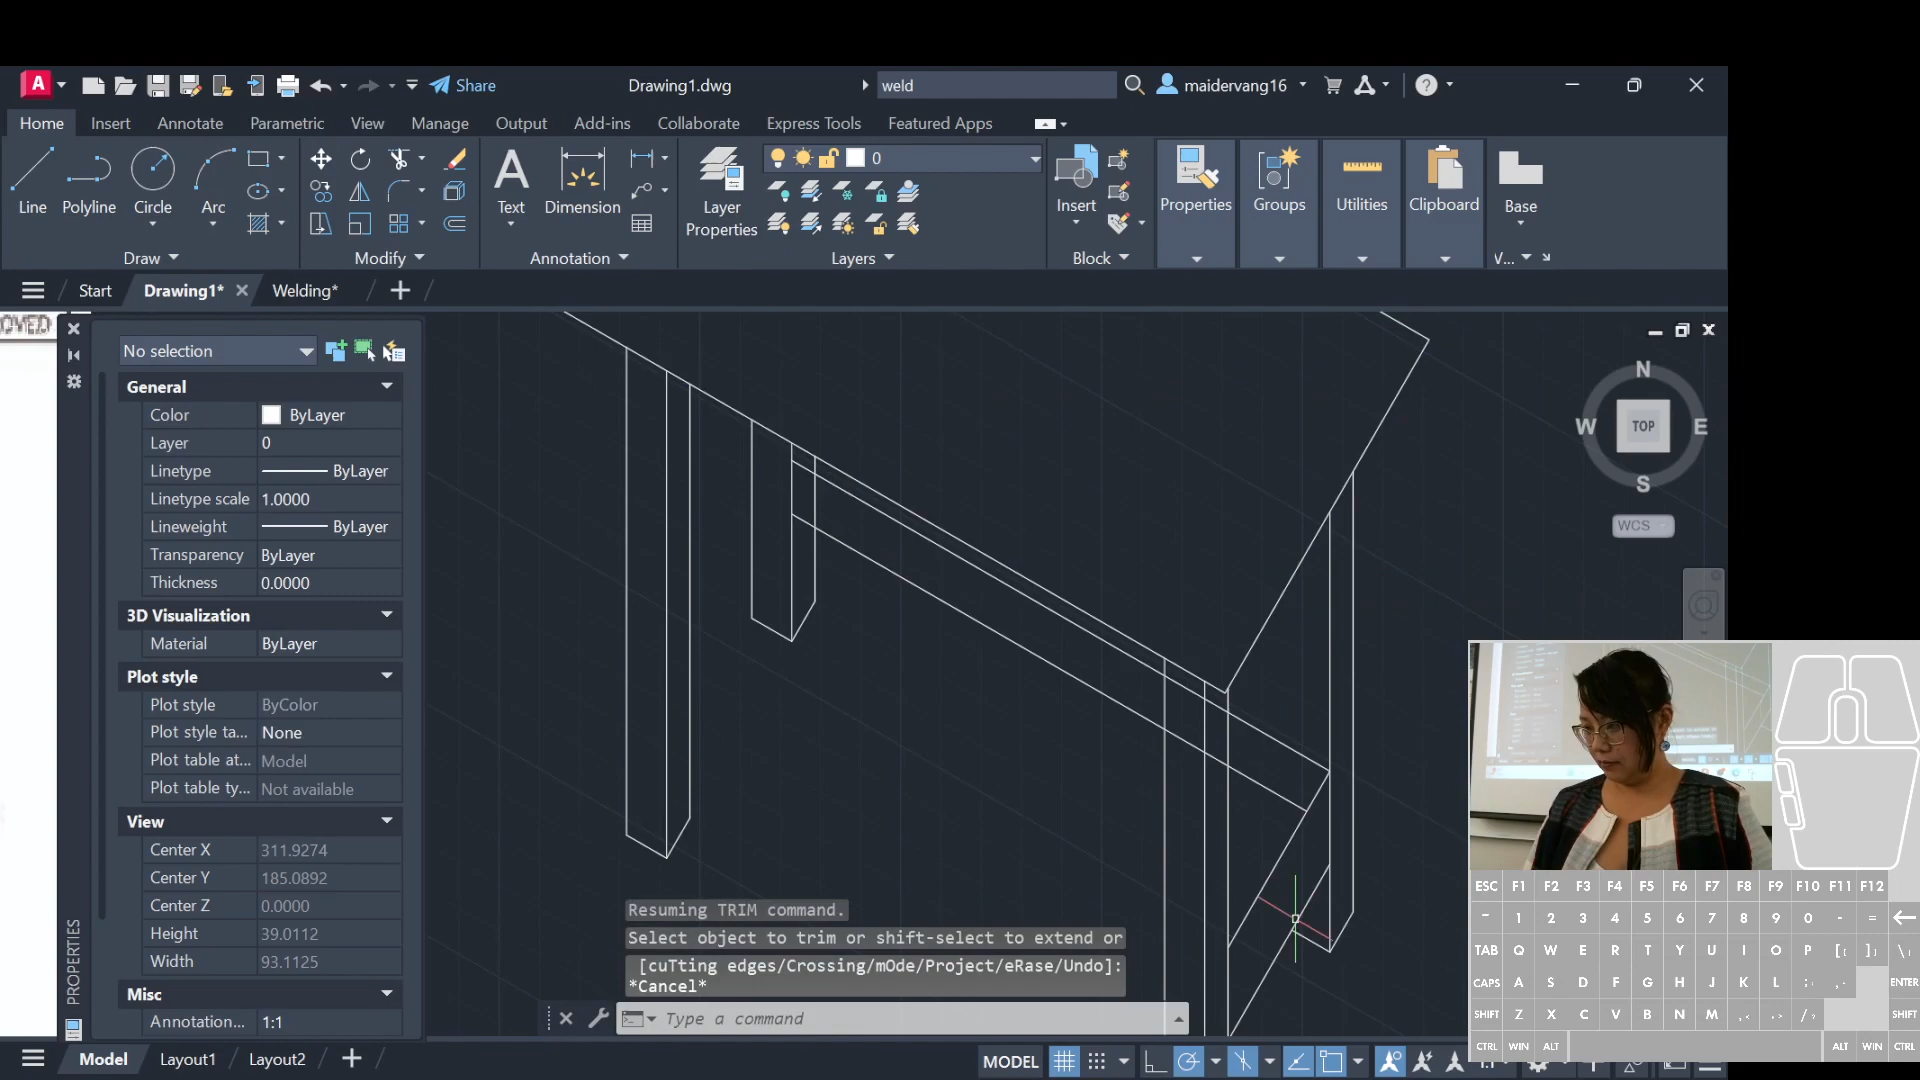 A
Share
Drawing1.dwg
weld
maidervang16
Home Insert Annotate Parametric View Manage Output Add-ins Collaborate Express Tools Featured Apps
0
Line Polyline Circle Arc
Text Dimension
Layer Properties
Insert
Properties Groups Utilities Clipboard Base
Draw Modify Annotation Layers Block V...
Start Drawing1* Welding*
OVED
No selection
General
Color ByLayer
Layer 0
Linetype ByLayer
Linetype scale 1.0000
Lineweight ByLayer
Transparency ByLayer
Thickness 0.0000
3D Visualization
Material ByLayer
Plot style
Plot style ByColor
Plot style ta... None
Plot table at... Model
Plot table ty... Not available
View
Center X 311.9274
Center Y 185.0892
Center Z 0.0000
Height 39.0112
Width 93.1125
Misc
Annotation... 1:1
PROPERTIES
N
W TOP E
S
WCS
Resuming TRIM command.
Select object to trim or shift-select to extend or
[cuTting edges/Crossing/mOde/Project/eRase/Undo]:
*Cancel*
Type a command
Model Layout1 Layout2
MODEL
ESC F1 F2 F3 F4 F5 F6 F7 F8 F9 F10 F11 F12
~ 1 2 3 4 5 6 7 8 9 0 - =
TAB Q W E R T Y U I O P [{ ]} \|
CAPS A S D F G H J K L ;: ,. ENTER
SHIFT Z X C V B N M ,< .> /? SHIFT
CTRL WIN ALT ALT WIN CTRL